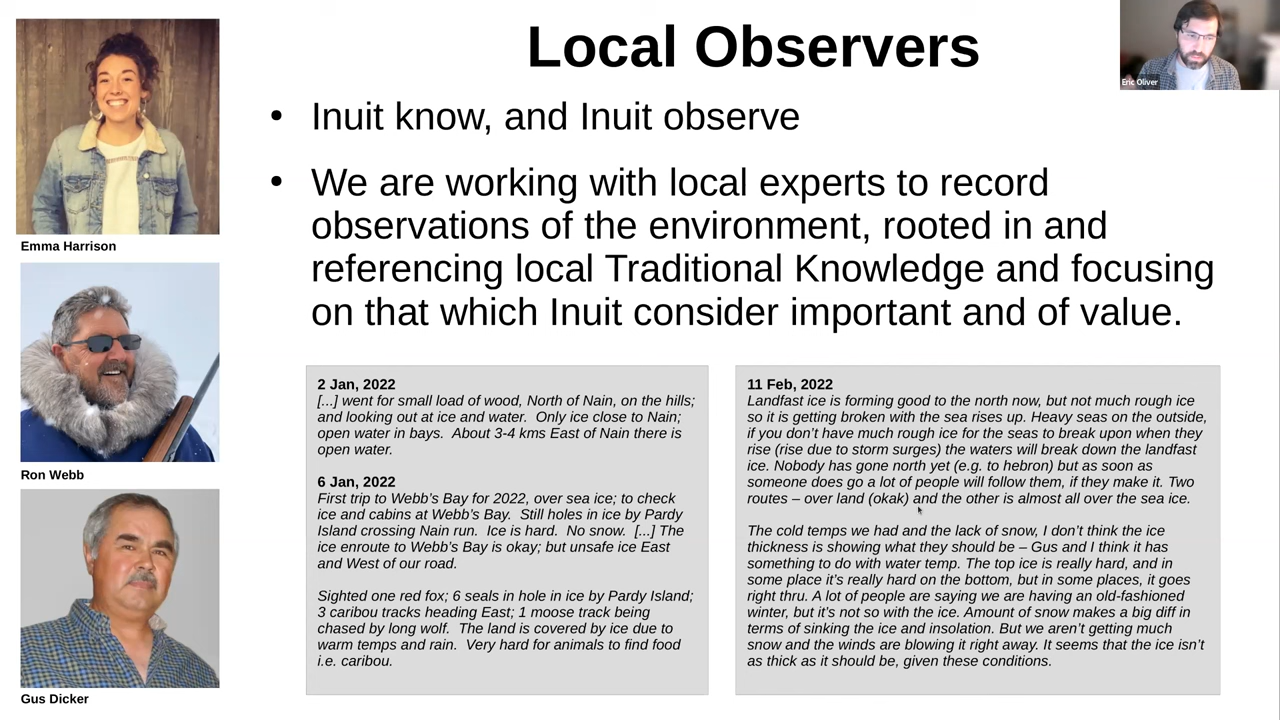 Local Observers
Eric Oliver
• Inuit know, and Inuit observe
• We are working with local experts to record
observations of the environment, rooted in and
referencing local Traditional Knowledge and focusing
on that which Inuit consider important and of value.
Emma Harrison
Ron Webb
Gus Dicker
2 Jan, 2022
[...] went for small load of wood, North of Nain, on the hills;
and looking out at ice and water. Only ice close to Nain;
open water in bays. About 3-4 kms East of Nain there is
open water.
6 Jan, 2022
First trip to Webb's Bay for 2022, over sea ice; to check
ice and cabins at Webb's Bay. Still holes in ice by Pardy
Island crossing Nain run. Ice is hard. No snow. [...] The
ice enroute to Webb's Bay is okay; but unsafe ice East
and West of our road.
Sighted one red fox; 6 seals in hole in ice by Pardy Island;
3 caribou tracks heading East; 1 moose track being
chased by long wolf. The land is covered by ice due to
warm temps and rain. Very hard for animals to find food
i.e. caribou.
11 Feb, 2022
Landfast ice is forming good to the north now, but not much rough ice
so it is getting broken with the sea rises up. Heavy seas on the outside,
if you don't have much rough ice for the seas to break upon when they
rise (rise due to storm surges) the waters will break down the landfast
ice. Nobody has gone north yet (e.g. to hebron) but as soon as
someone does go a lot of people will follow them, if they make it. Two
routes – over land (okak) and the other is almost all over the sea ice.
The cold temps we had and the lack of snow, I don't think the ice
thickness is showing what they should be – Gus and I think it has
something to do with water temp. The top ice is really hard, and in
some place it's really hard on the bottom, but in some places, it goes
right thru. A lot of people are saying we are having an old-fashioned
winter, but it's not so with the ice. Amount of snow makes a big diff in
terms of sinking the ice and insolation. But we aren't getting much
snow and the winds are blowing it right away. It seems that the ice isn't
as thick as it should be, given these conditions.